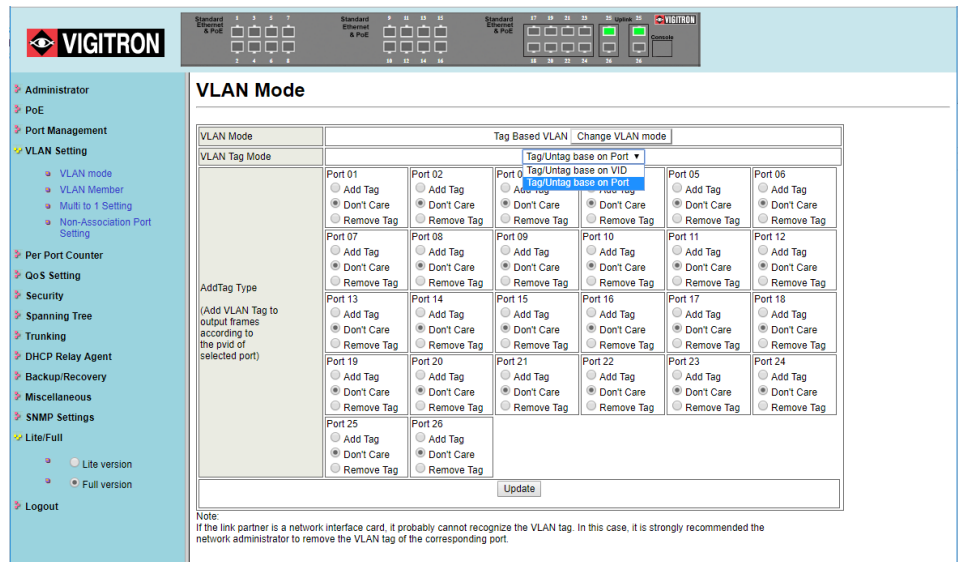 VIGITRON
Standard Ethernet & PoE
1 3 5 7
2 4 6 8
Standard Ethernet & PoE
9 11 13 15
10 12 14 16
Standard Ethernet & PoE
17 19 21 23
18 20 22 24
25 Uplink 25
26 26
VIGITRON
Console
Administrator
PoE
Port Management
VLAN Setting
VLAN mode
VLAN Member
Multi to 1 Setting
Non-Association Port
Setting
Per Port Counter
QoS Setting
Security
Spanning Tree
Trunking
DHCP Relay Agent
Backup/Recovery
Miscellaneous
SNMP Settings
Lite/Full
Lite version
Full version
Logout
VLAN Mode
VLAN Mode
Tag Based VLAN Change VLAN mode
VLAN Tag Mode
Tag/Untag base on Port
Tag/Untag base on VID
Tag/Untag base on Port
AddTag Type
(Add VLAN Tag to
output frames
according to
the pvid of
selected port)
Port 01 Port 02 Port 0 Port 05 Port 06
Add Tag Add Tag Add Tag Add Tag Add Tag Add Tag
Don't Care Don't Care Don't Care Don't Care Don't Care Don't Care
Remove Tag Remove Tag Remove Tag Remove Tag Remove Tag Remove Tag
Port 07 Port 08 Port 09 Port 10 Port 11 Port 12
Add Tag Add Tag Add Tag Add Tag Add Tag Add Tag
Don't Care Don't Care Don't Care Don't Care Don't Care Don't Care
Remove Tag Remove Tag Remove Tag Remove Tag Remove Tag Remove Tag
Port 13 Port 14 Port 15 Port 16 Port 17 Port 18
Add Tag Add Tag Add Tag Add Tag Add Tag Add Tag
Don't Care Don't Care Don't Care Don't Care Don't Care Don't Care
Remove Tag Remove Tag Remove Tag Remove Tag Remove Tag Remove Tag
Port 19 Port 20 Port 21 Port 22 Port 23 Port 24
Add Tag Add Tag Add Tag Add Tag Add Tag Add Tag
Don't Care Don't Care Don't Care Don't Care Don't Care Don't Care
Remove Tag Remove Tag Remove Tag Remove Tag Remove Tag Remove Tag
Port 25 Port 26
Add Tag Add Tag
Don't Care Don't Care
Remove Tag Remove Tag
Update
Note:
If the link partner is a network interface card, it probably cannot recognize the VLAN tag. In this case, it is strongly recommended the
network administrator to remove the VLAN tag of the corresponding port.